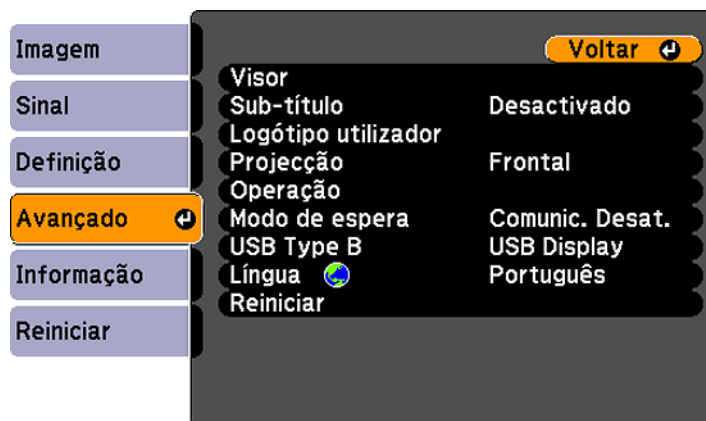 Imagem
Sinal
Definição
Avançado
Informação
Reiniciar
Voltar
Visor
Sub-título Desactivado
Logótipo utilizador
Projecção Frontal
Operação
Modo de espera Comunic. Desat.
USB Type B USB Display
Língua Português
Reiniciar